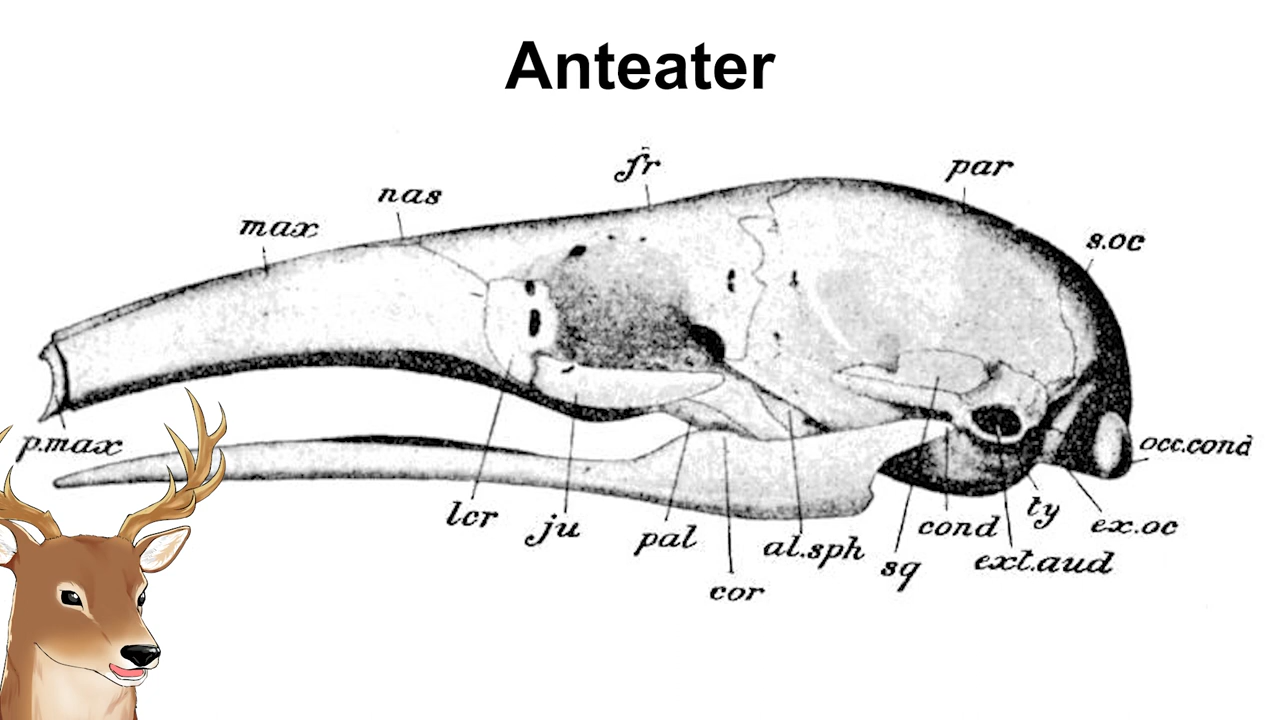 Anteater
fr
par
nas
max
s.oc
p.max
occ.cond
lcr
ju
pal
cor
al.sph
sq
cond
ext.aud
ty
ex.oc